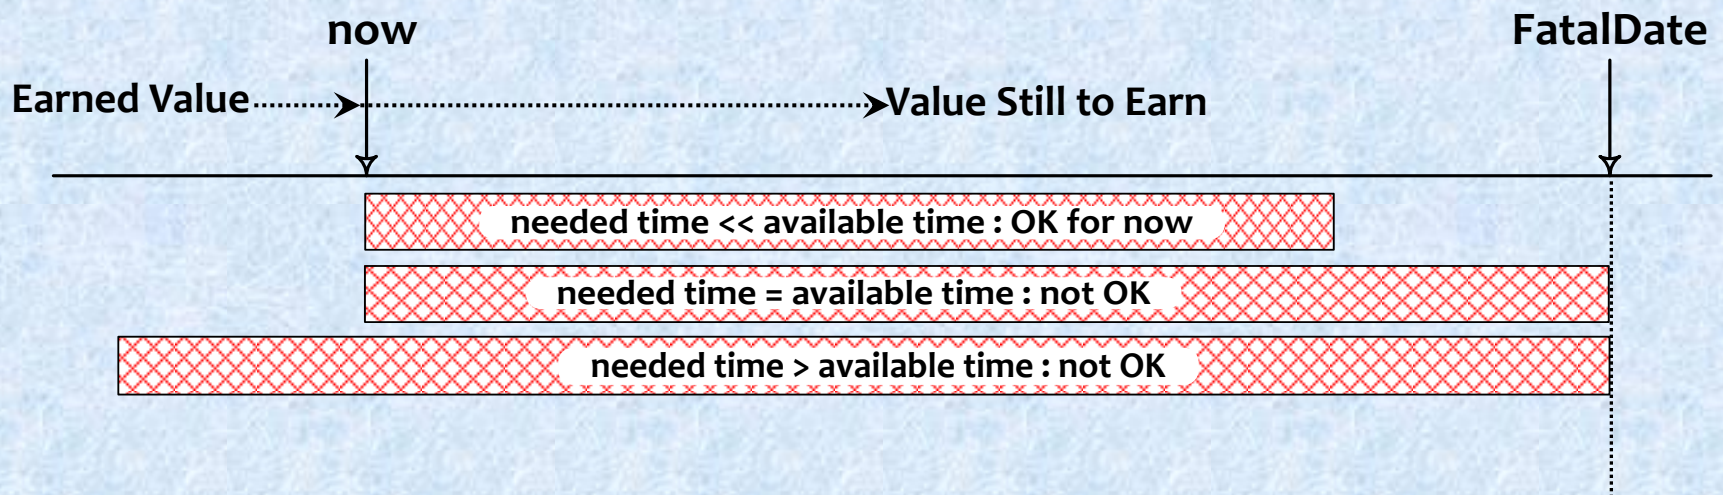 now
FatalDate
Earned Value
Value Still to Earn
needed time << available time : OK for now
needed time = available time : not OK
needed time > available time : not OK